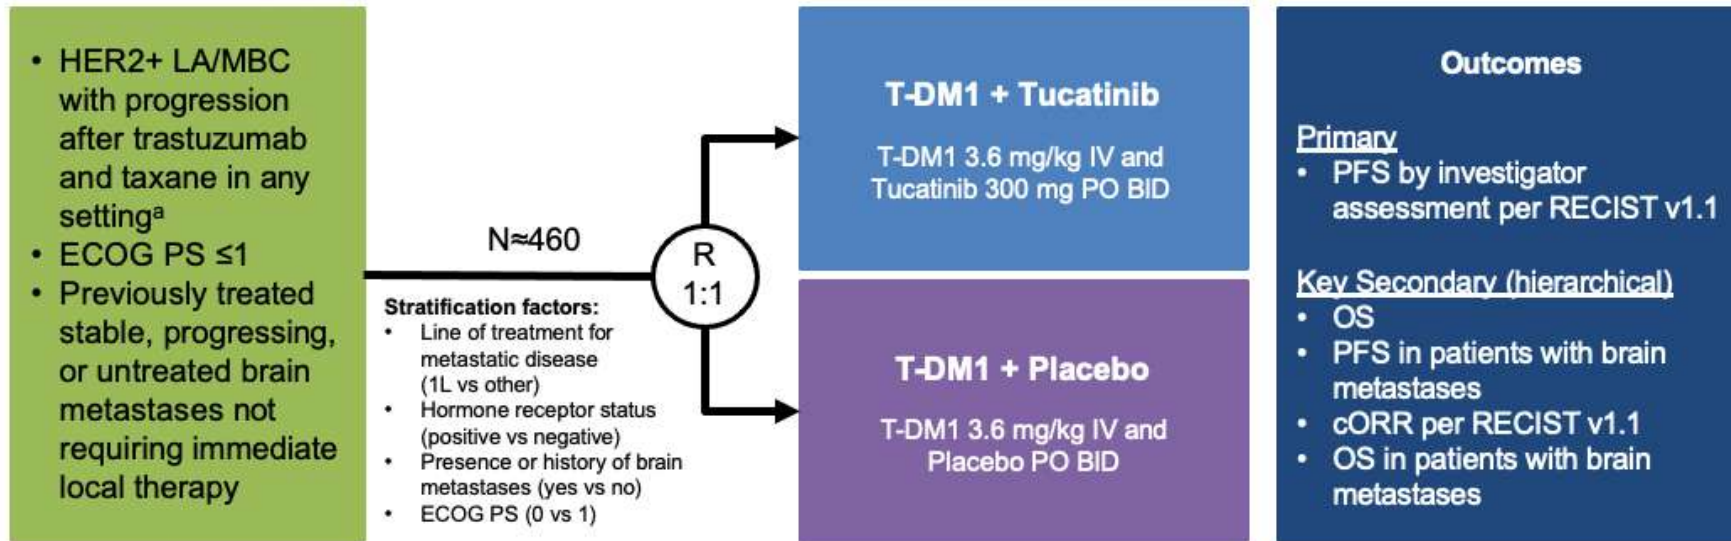 • HER2+ LA/MBC
with progression
after trastuzumab
and taxane in any
settingᵃ
• ECOG PS ≤1
• Previously treated
stable, progressing,
or untreated brain
metastases not
requiring immediate
local therapy
N≈460
Stratification factors:
• Line of treatment for
metastatic disease
(1L vs other)
• Hormone receptor status
(positive vs negative)
• Presence or history of brain
metastases (yes vs no)
• ECOG PS (0 vs 1)
R
1:1
T-DM1 + Tucatinib
T-DM1 3.6 mg/kg IV and
Tucatinib 300 mg PO BID
T-DM1 + Placebo
T-DM1 3.6 mg/kg IV and
Placebo PO BID
Outcomes
Primary
• PFS by investigator
assessment per RECIST v1.1
Key Secondary (hierarchical)
• OS
• PFS in patients with brain
metastases
• cORR per RECIST v1.1
• OS in patients with brain
metastases